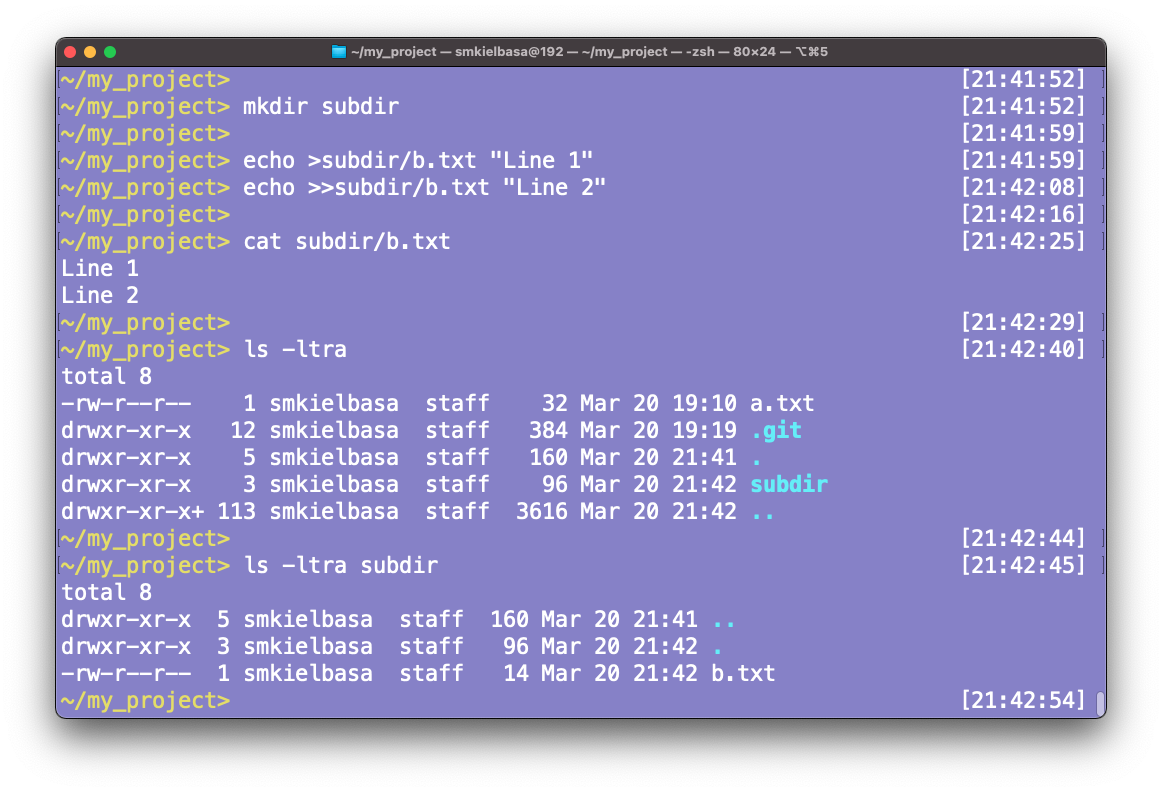 ~/my_project — smkielbasa@192 — ~/my_project — -zsh — 80×24 — ⌥⌘5
~/my_project> [21:41:52]
~/my_project> mkdir subdir [21:41:52]
~/my_project> [21:41:59]
~/my_project> echo >subdir/b.txt "Line 1" [21:41:59]
~/my_project> echo >>subdir/b.txt "Line 2" [21:42:08]
~/my_project> [21:42:16]
~/my_project> cat subdir/b.txt [21:42:25]
Line 1
Line 2
~/my_project> [21:42:29]
~/my_project> ls -ltra [21:42:40]
total 8
-rw-r--r--    1 smkielbasa  staff    32 Mar 20 19:10 a.txt
drwxr-xr-x   12 smkielbasa  staff   384 Mar 20 19:19 .git
drwxr-xr-x    5 smkielbasa  staff   160 Mar 20 21:41 .
drwxr-xr-x    3 smkielbasa  staff    96 Mar 20 21:42 subdir
drwxr-xr-x+ 113 smkielbasa  staff  3616 Mar 20 21:42 ..
~/my_project> [21:42:44]
~/my_project> ls -ltra subdir [21:42:45]
total 8
drwxr-xr-x  5 smkielbasa  staff  160 Mar 20 21:41 ..
drwxr-xr-x  3 smkielbasa  staff   96 Mar 20 21:42 .
-rw-r--r--  1 smkielbasa  staff   14 Mar 20 21:42 b.txt
~/my_project> [21:42:54]